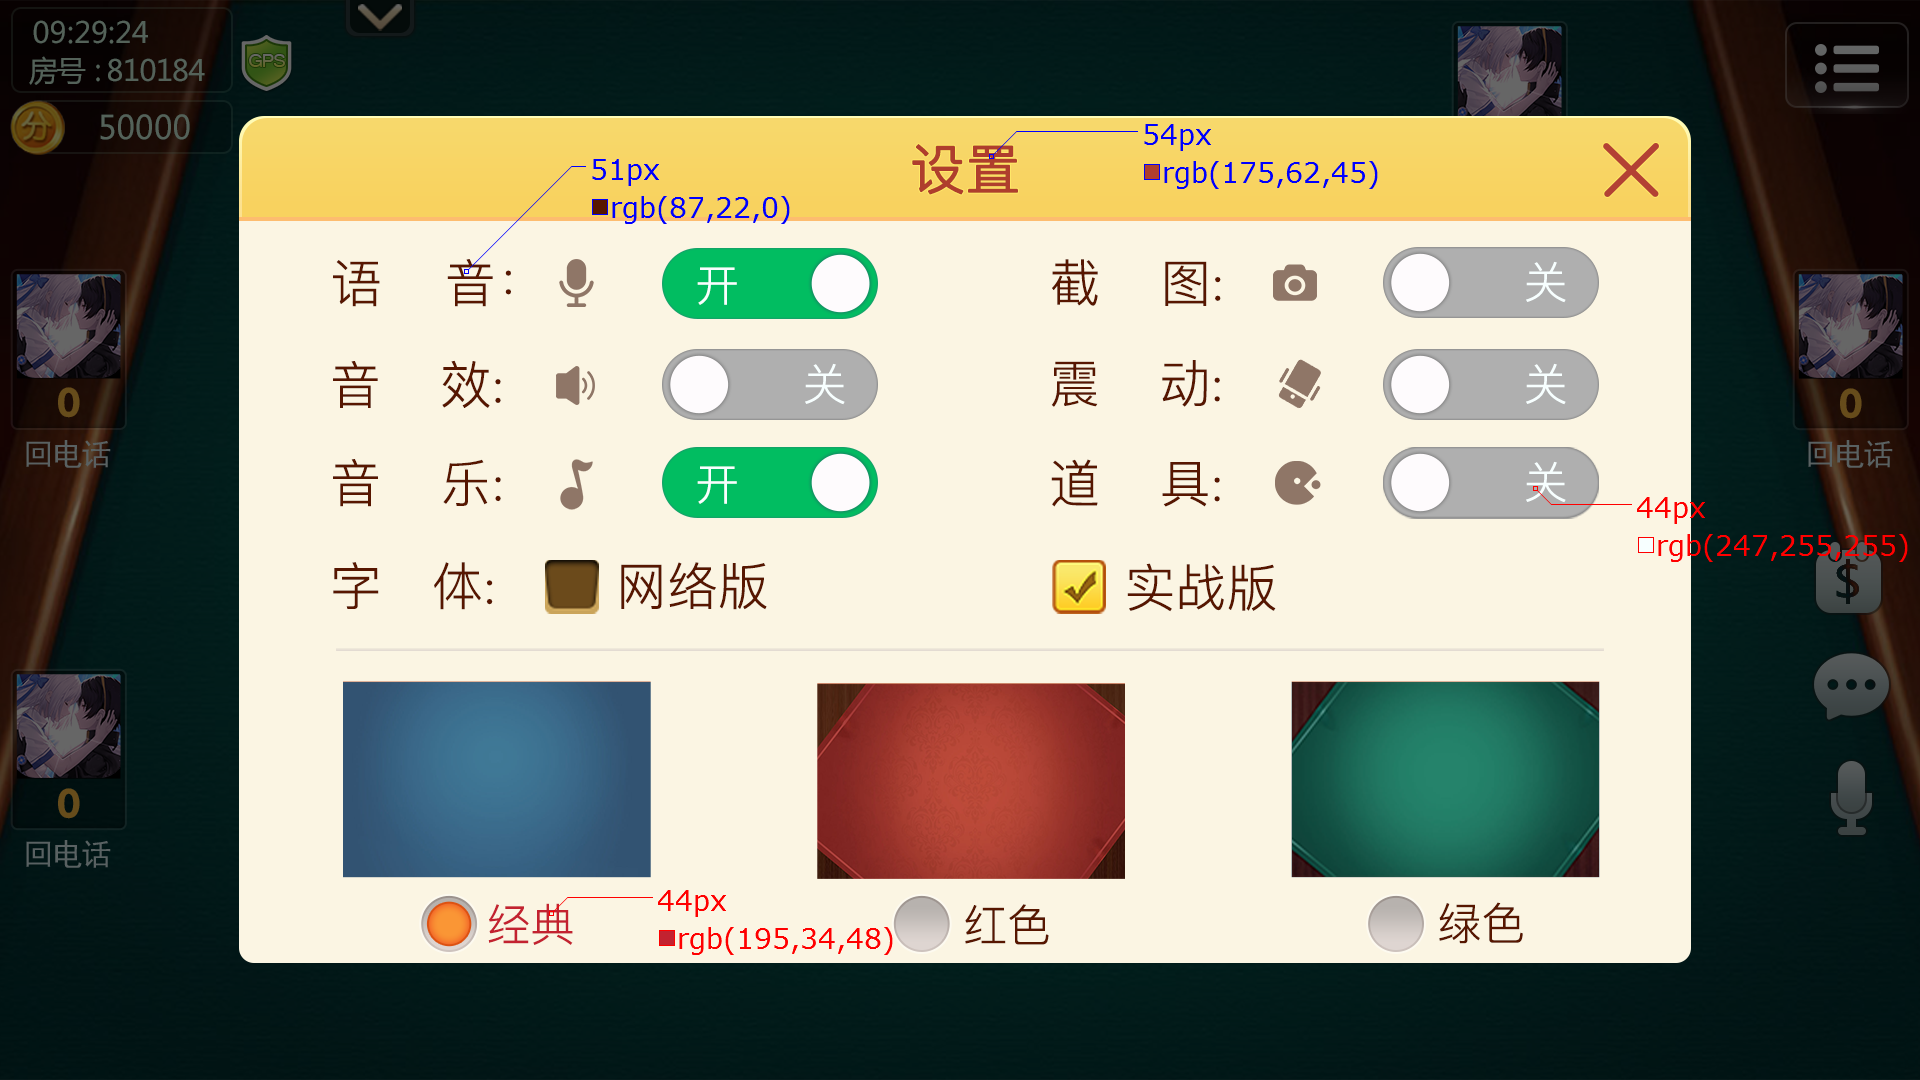 09:29:24
房号 : 810184
GPS
分 50000
设置
54px
rgb(175,62,45)
51px
rgb(87,22,0)
语 音: 开
截 图: 关
音 效: 关
震 动: 关
音 乐: 开
道 具: 关
44px
rgb(247,255,255)
字 体: 网络版 实战版
0
回电话
0
回电话
0
回电话
$
44px
rgb(195,34,48)
经典 红色 绿色